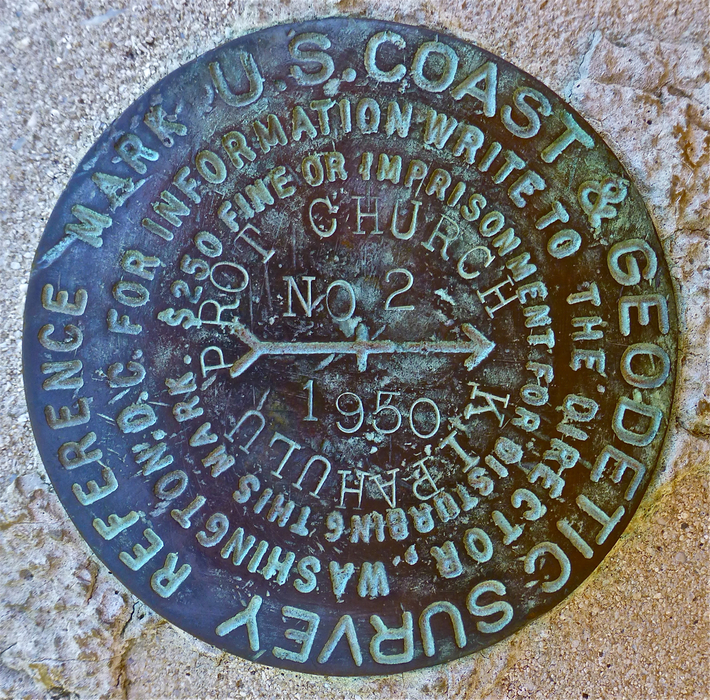 U.S. COAST & GEODETIC SURVEY
REFERENCE MARK
FOR INFORMATION WRITE TO THE DIRECTOR, WASHINGTON, D.C.
$250 FINE OR IMPRISONMENT FOR DISTURBING THIS MARK.
KIPAHULU PROT CHURCH
NO 2
1950